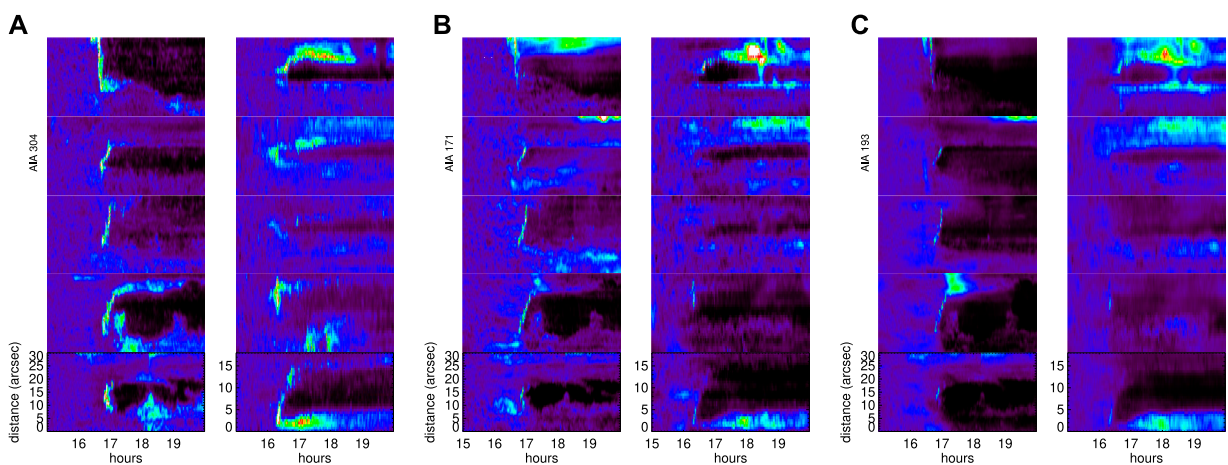 A B C
AIA 304 AIA 171 AIA 193
distance (arcsec) 30 25 20 15 10 5 0 15 10 5 0 distance (arcsec) 30 25 20 15 10 5 0 15 10 5 0 distance (arcsec) 30 25 20 15 10 5 0 15 10 5 0
16 17 18 19 16 17 18 19 15 16 17 18 19 15 16 17 18 19 16 17 18 19 16 17 18 19
hours hours hours hours hours hours